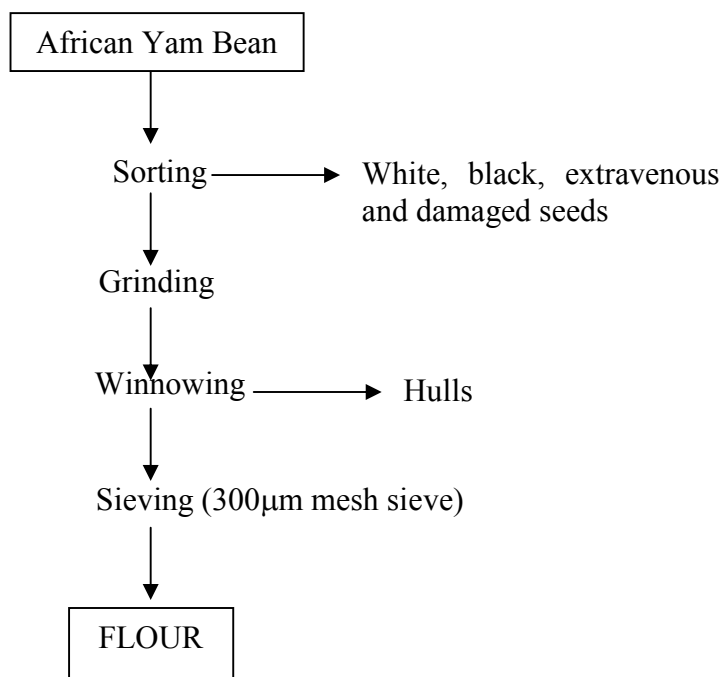 African Yam Bean
Sorting
White, black, extravenous
and damaged seeds
Grinding
Winnowing
Hulls
Sieving (300μm mesh sieve)
FLOUR